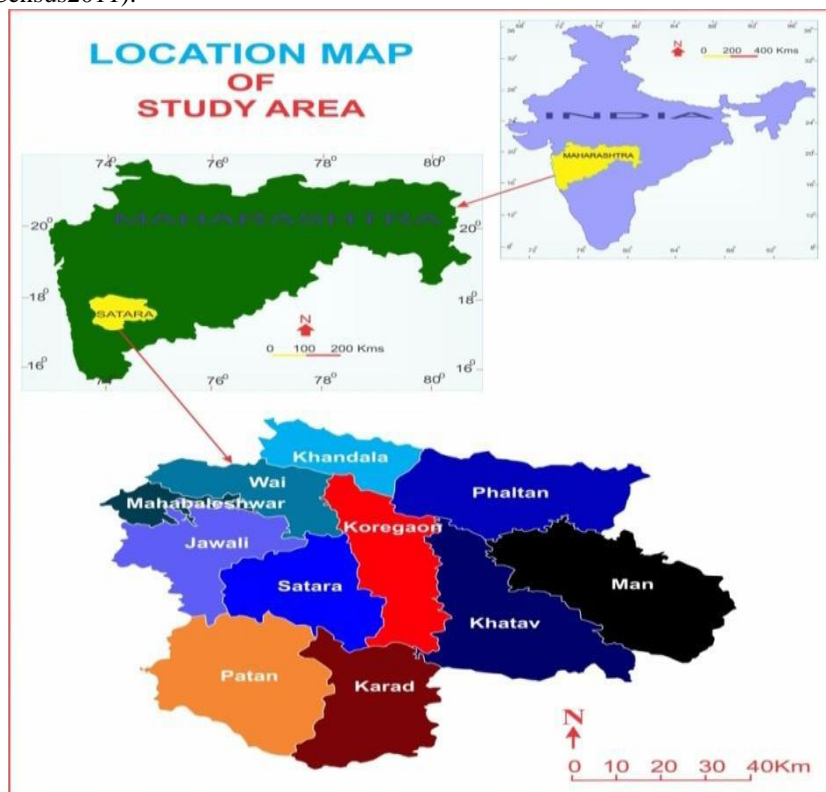 Census2011).
LOCATION MAP
OF
STUDY AREA
N
0 200 400 Kms
INDIA
MAHARASHTRA
74° 76° 78° 80°
MAHARASHTRA
20° 20°
18° 18°
SATARA
N
0 100 200 Kms
16° 16°
76° 78° 80°
Khandala
Wai
Mahabaleshwar
Phaltan
Koregaon
Jawali
Satara
Man
Khatav
Patan
Karad
N
0 10 20 30 40Km